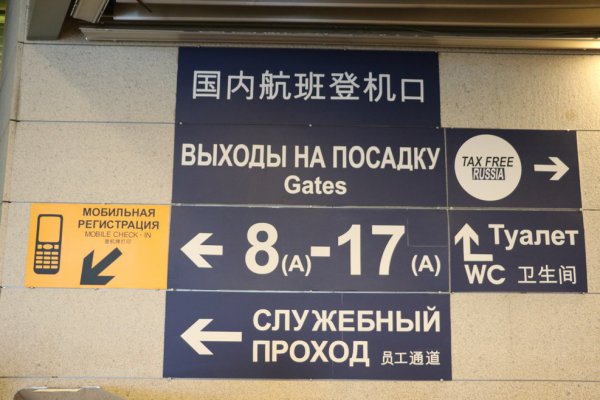 国内航班登机口
ВЫХОДЫ НА ПОСАДКУ
Gates
TAX FREE
RUSSIA
МОБИЛЬНАЯ
РЕГИСТРАЦИЯ
MOBILE CHECK - IN
8(A)-17(A)
Туалет
WC 卫生间
СЛУЖЕБНЫЙ
ПРОХОД 员工通道